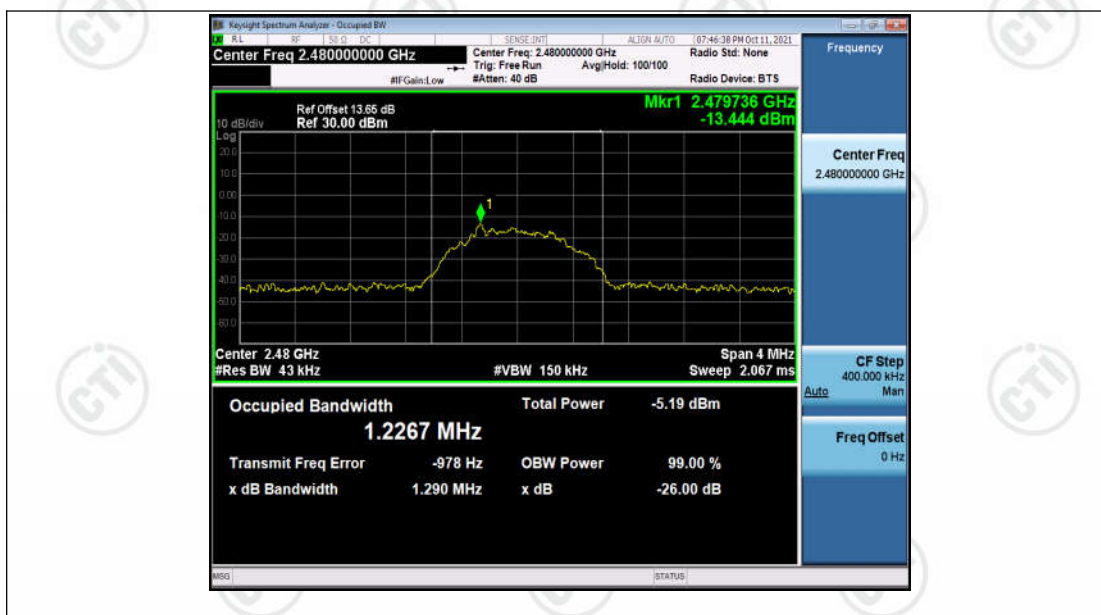 Keysight Spectrum Analyzer - Occupied BW
RL RF 50 Ω DC SENSE:INT ALIGN AUTO 07:46:38 PM Oct 11, 2021
Center Freq 2.480000000 GHz
Center Freq: 2.480000000 GHz Radio Std: None
Trig: Free Run Avg|Hold: 100/100
#IFGain:Low #Atten: 40 dB Radio Device: BTS
Frequency
Ref Offset 13.65 dB Mkr1 2.479736 GHz
10 dB/div Ref 30.00 dBm -13.444 dBm
Log
20.0
10.0
0.00
-10.0
-20.0
-30.0
-40.0
-50.0
-60.0
1
Center Freq
2.480000000 GHz
Center 2.48 GHz Span 4 MHz
#Res BW 43 kHz #VBW 150 kHz Sweep 2.067 ms
CF Step
400.000 kHz
Auto Man
Occupied Bandwidth Total Power -5.19 dBm
1.2267 MHz
Transmit Freq Error -978 Hz OBW Power 99.00 %
x dB Bandwidth 1.290 MHz x dB -26.00 dB
Freq Offset
0 Hz
MSG STATUS
CTI
CTI